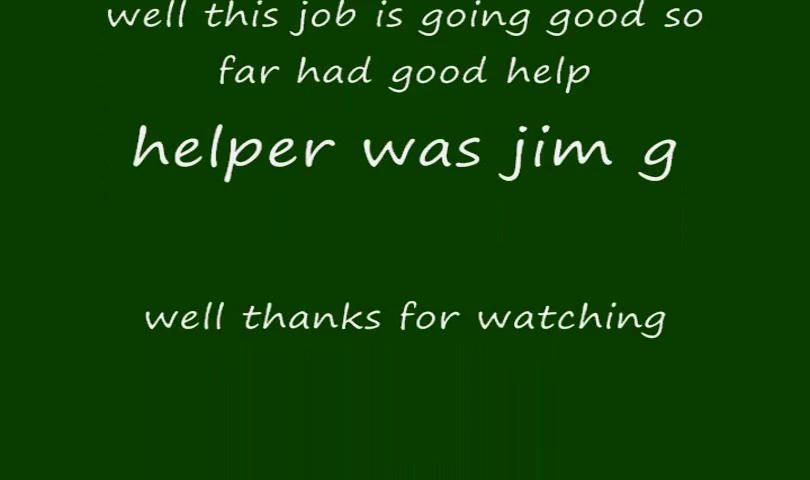 well this job is going good so
far had good help
helper was jim g
well thanks for watching